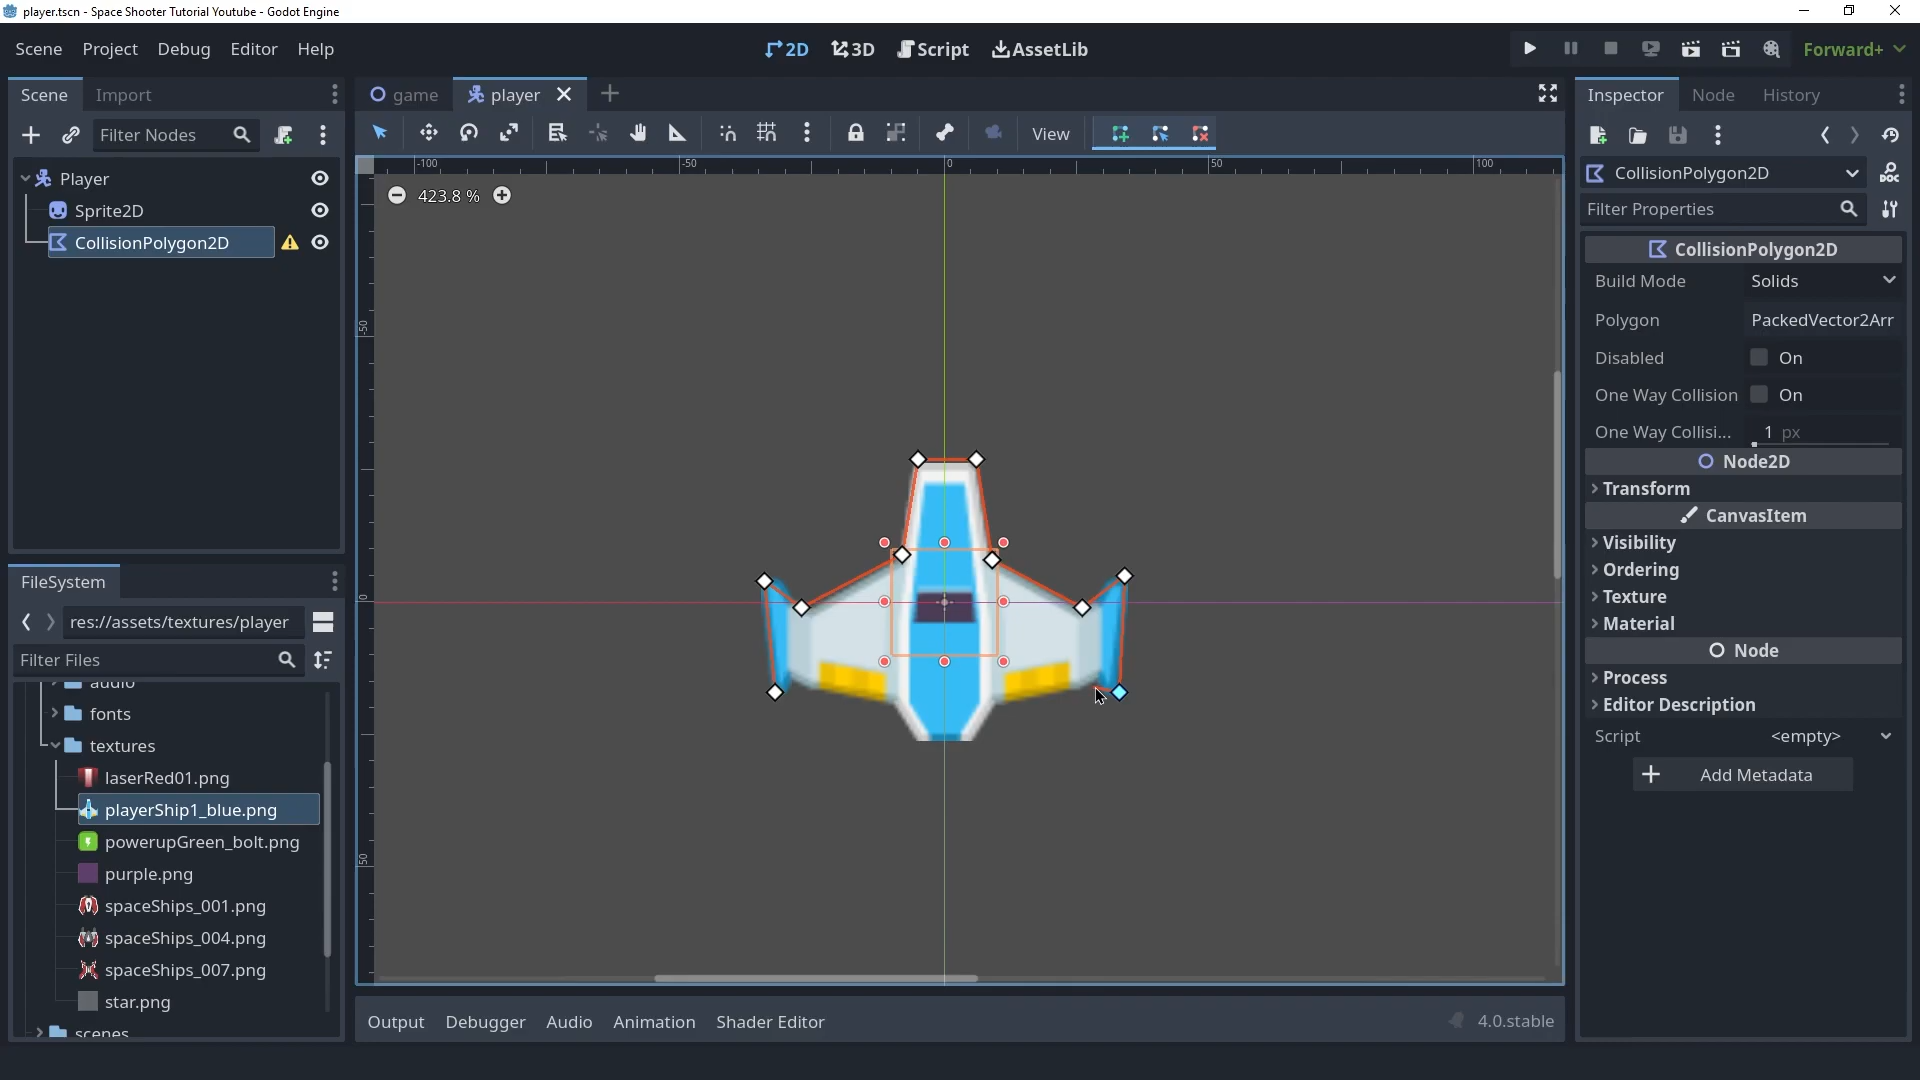 player.tscn - Space Shooter Tutorial Youtube - Godot Engine
Scene Project Debug Editor Help
2D 3D Script AssetLib
Forward+
Scene Import
game player
Inspector Node History
Filter Nodes
View
Player
Sprite2D
CollisionPolygon2D
-100 -50 0 50 100
-50
0
50
423.8 %
CollisionPolygon2D
Filter Properties
CollisionPolygon2D
Build Mode Solids
Polygon PackedVector2Arr
Disabled On
One Way Collision On
One Way Collisi... 1 px
Node2D
Transform
CanvasItem
Visibility
Ordering
Texture
Material
Node
Process
Editor Description
Script <empty>
Add Metadata
FileSystem
res://assets/textures/player
Filter Files
audio
fonts
textures
laserRed01.png
playerShip1_blue.png
powerupGreen_bolt.png
purple.png
spaceShips_001.png
spaceShips_004.png
spaceShips_007.png
star.png
scenes
Output Debugger Audio Animation Shader Editor
4.0.stable